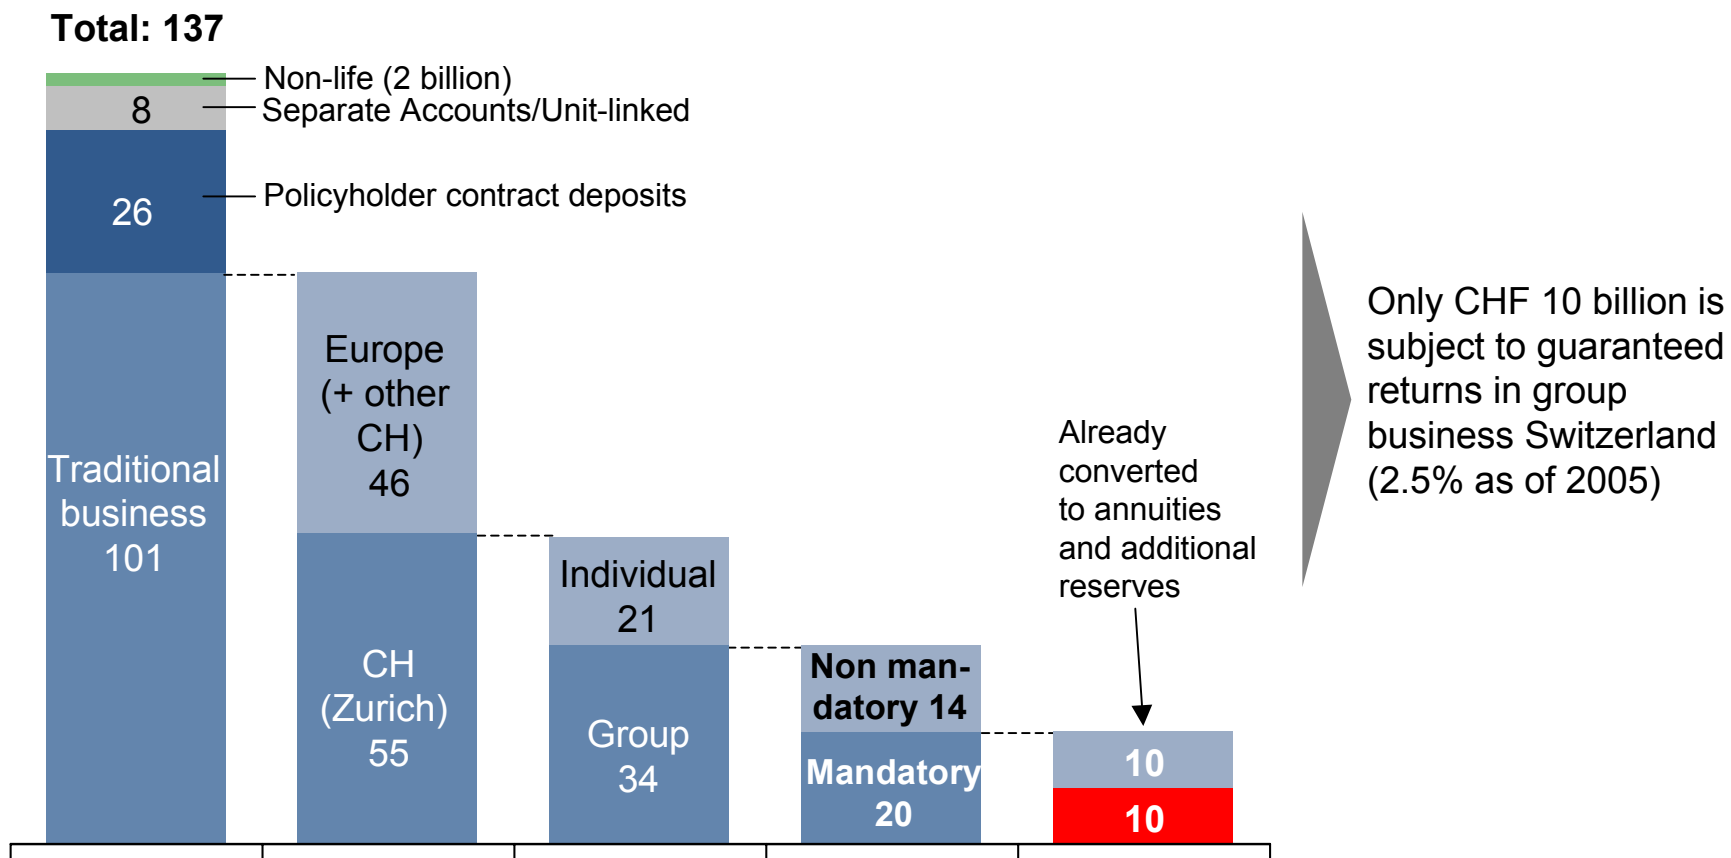 Total: 137
Non-life (2 billion)
8
Separate Accounts/Unit-linked
26
Policyholder contract deposits
Traditional
business
101
Europe
(+ other
CH)
46
CH
(Zurich)
55
Individual
21
Group
34
Non man-
datory 14
Mandatory
20
Already
converted
to annuities
and additional
reserves
10
10
Only CHF 10 billion is
subject to guaranteed
returns in group
business Switzerland
(2.5% as of 2005)